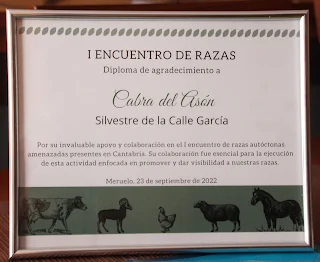 I ENCUENTRO DE RAZAS
Diploma de agradecimiento a
Cabra del Asón
Silvestre de la Calle García
Por su invaluable apoyo y colaboración en el I encuentro de razas autóctonas
amenazadas presentes en Cantabria. Su colaboración fue esencial para la ejecución
de esta actividad enfocada en promover y dar visibilidad a nuestras razas.
Meruelo, 23 de septiembre de 2022